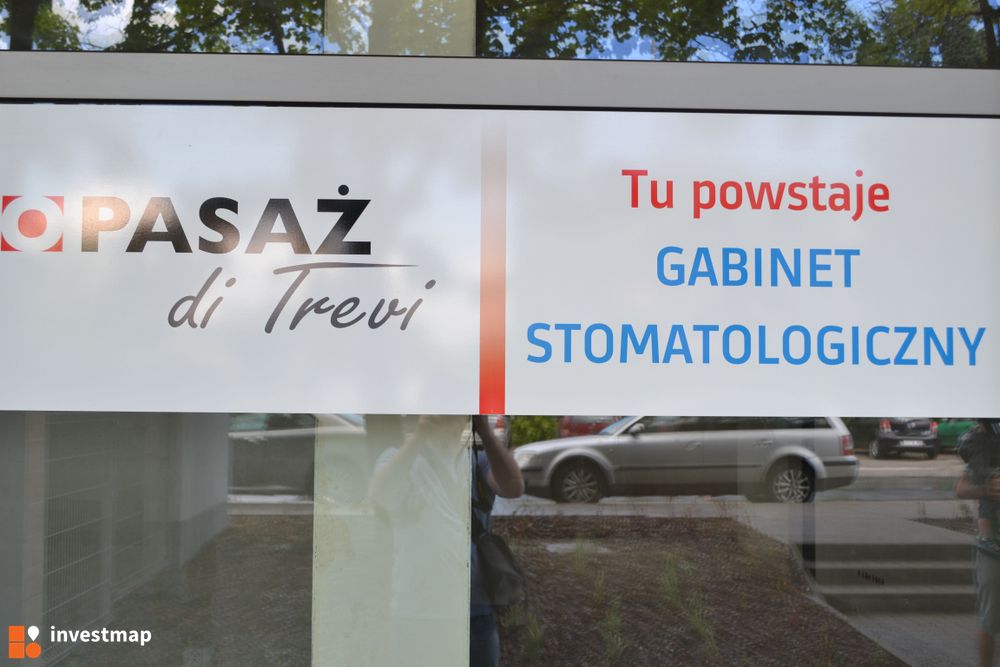 PASAŻ
di Trevi
Tu powstaje
GABINET
STOMATOLOGICZNY
investmap